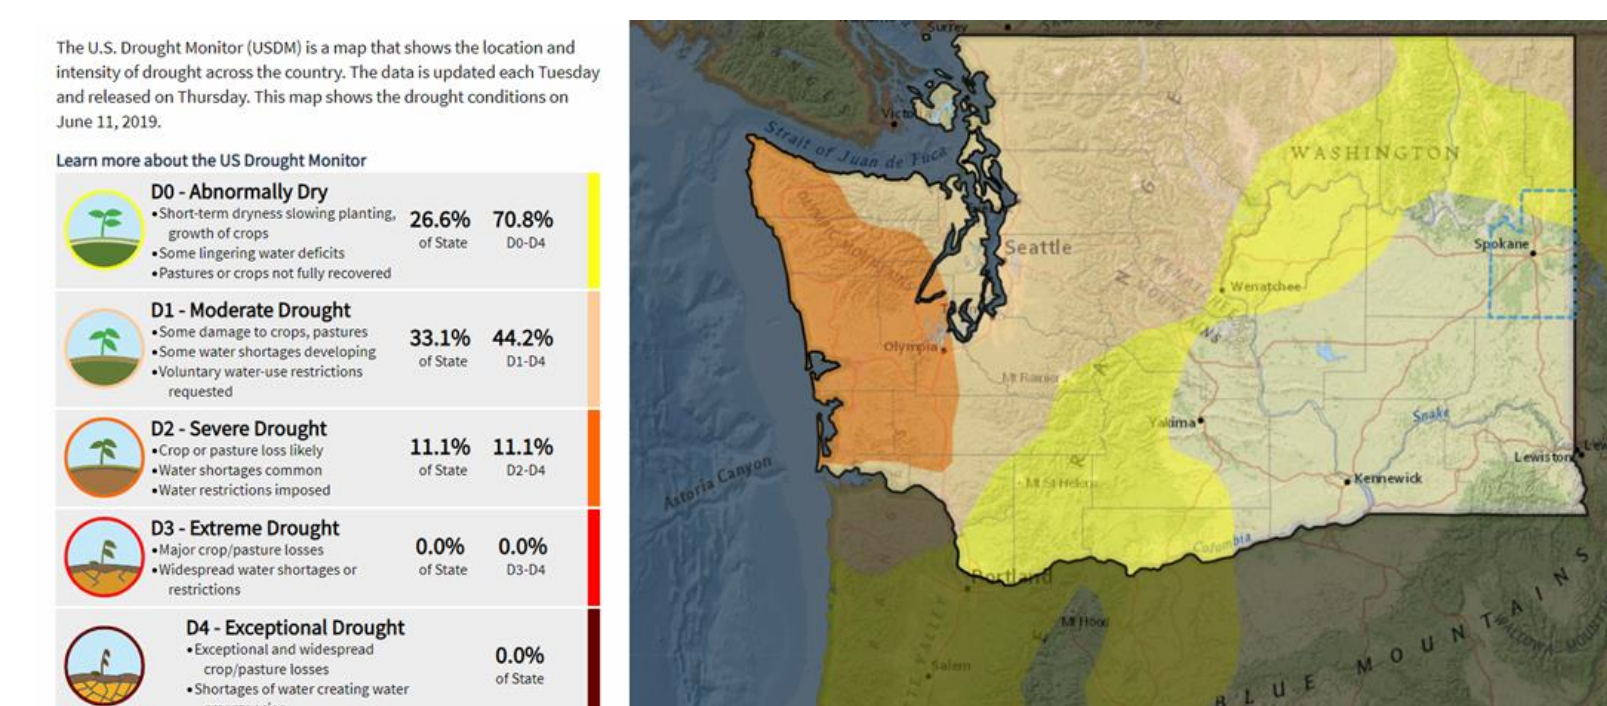 The U.S. Drought Monitor (USDM) is a map that shows the location and
intensity of drought across the country. The data is updated each Tuesday
and released on Thursday. This map shows the drought conditions on
June 11, 2019.
Learn more about the US Drought Monitor
D0 - Abnormally Dry
•Short-term dryness slowing planting,
growth of crops
•Some lingering water deficits
•Pastures or crops not fully recovered
26.6% 70.8%
of State D0-D4
D1 - Moderate Drought
•Some damage to crops, pastures
•Some water shortages developing
•Voluntary water-use restrictions
requested
33.1% 44.2%
of State D1-D4
D2 - Severe Drought
•Crop or pasture loss likely
•Water shortages common
•Water restrictions imposed
11.1% 11.1%
of State D2-D4
D3 - Extreme Drought
•Major crop/pasture losses
•Widespread water shortages or
restrictions
0.0% 0.0%
of State D3-D4
D4 - Exceptional Drought
•Exceptional and widespread
crop/pasture losses
•Shortages of water creating water
0.0%
of State
Surrey
Strait of Juan de Fuca
WASHINGTON
OLYMPIC MOUNTAINS
Seattle
Spokane
Wenatchee
Olympia
Mt Rainier
Yakima
Snake
Lewiston
Astoria Canyon
Mt St Helens
Kennewick
Columbia
Portland
Mt Hood
Salem
BLUE MOUNTAINS